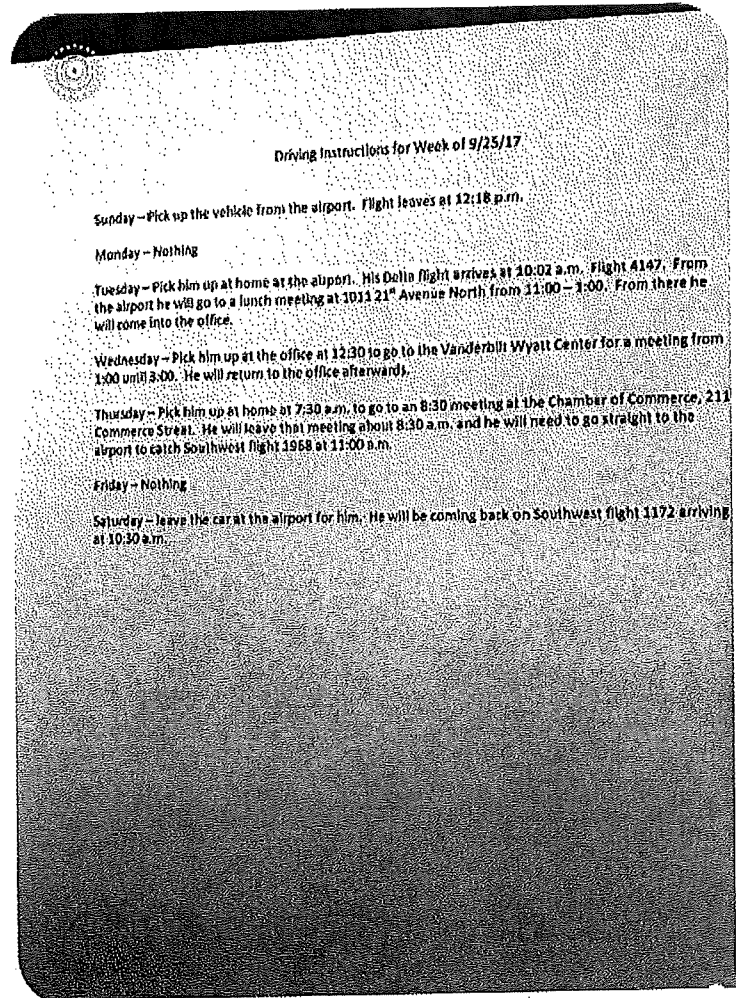 Driving Instructions for Week of 9/25/17
Sunday – Pick up the vehicle from the airport. Flight leaves at 12:18 p.m.
Monday – Nothing
Tuesday – Pick him up at home at the airport. His Delta flight arrives at 10:02 a.m. Flight 4147. From
the airport he will go to a lunch meeting at 1011 21st Avenue North from 11:00 – 1:00. From there he
will come into the office.
Wednesday – Pick him up at the office at 12:30 to go to the Vanderbilt Wyatt Center for a meeting from
1:00 until 3:00. He will return to the office afterwards.
Thursday – Pick him up at home at 7:30 a.m. to go to an 8:30 meeting at the Chamber of Commerce, 211
Commerce Street. He will leave that meeting about 8:30 a.m. and he will need to go straight to the
airport to catch Southwest flight 1968 at 11:00 a.m.
Friday – Nothing
Saturday – leave the car at the airport for him. He will be coming back on Southwest flight 1172 arriving
at 10:30 a.m.